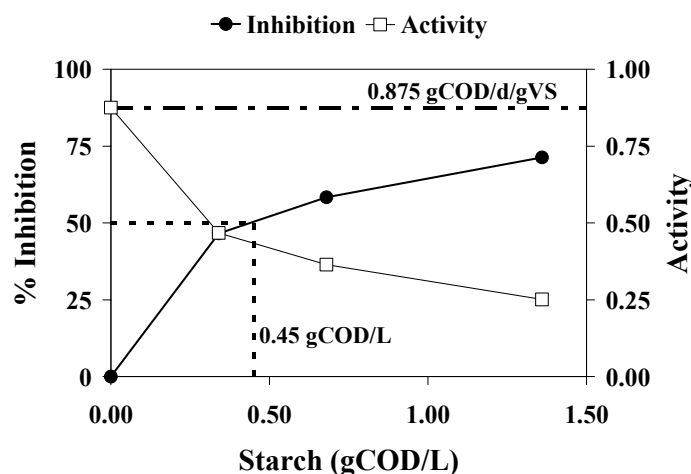 Inhibition Activity
100 1.00
0.875 gCOD/d/gVS
75 0.75
50 0.50
25 0.25
0.45 gCOD/L
0 0.00
0.00 0.50 1.00 1.50
% Inhibition
Activity
Starch (gCOD/L)